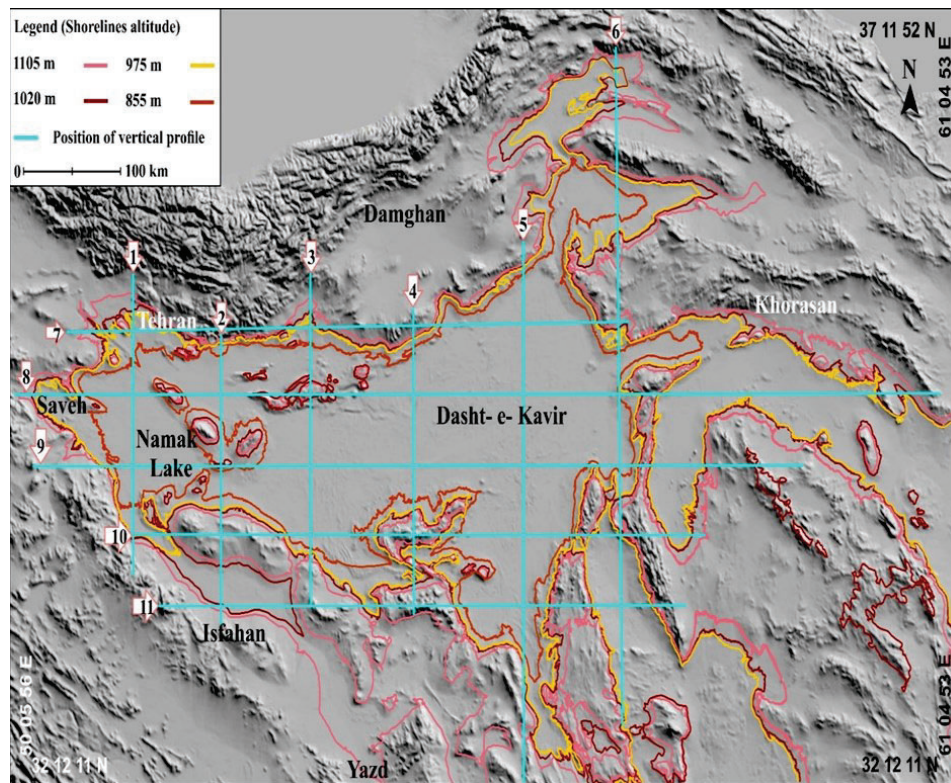 Legend (Shorelines altitude)
1105 m 975 m
1020 m 855 m
Position of vertical profile
0 100 km
37 11 52 N
61 04 53 E
N
6
Damghan
5
1
3
4
2
Tehran
Khorasan
7
8
Saveh
Dasht- e- Kavir
9
Namak
Lake
10
11
Isfahan
50 05 56 E
32 12 11 N
Yazd
61 04 53 E
32 12 11 N